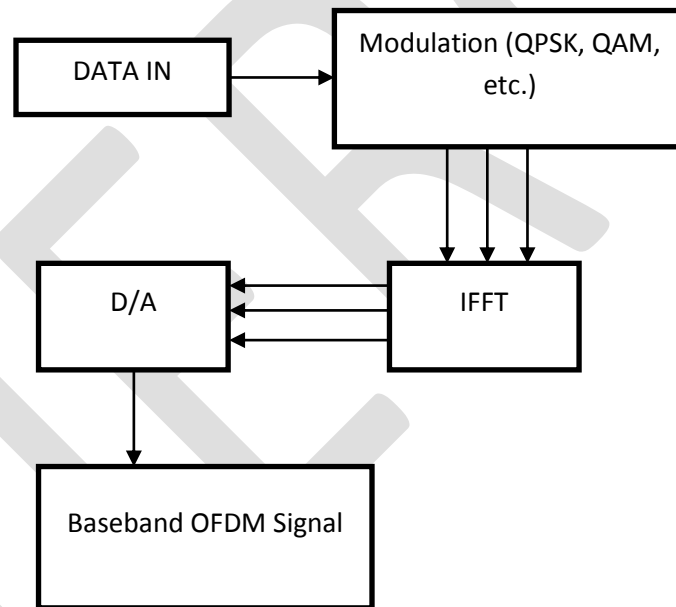 DATA IN
Modulation (QPSK, QAM,
etc.)
D/A
IFFT
Baseband OFDM Signal